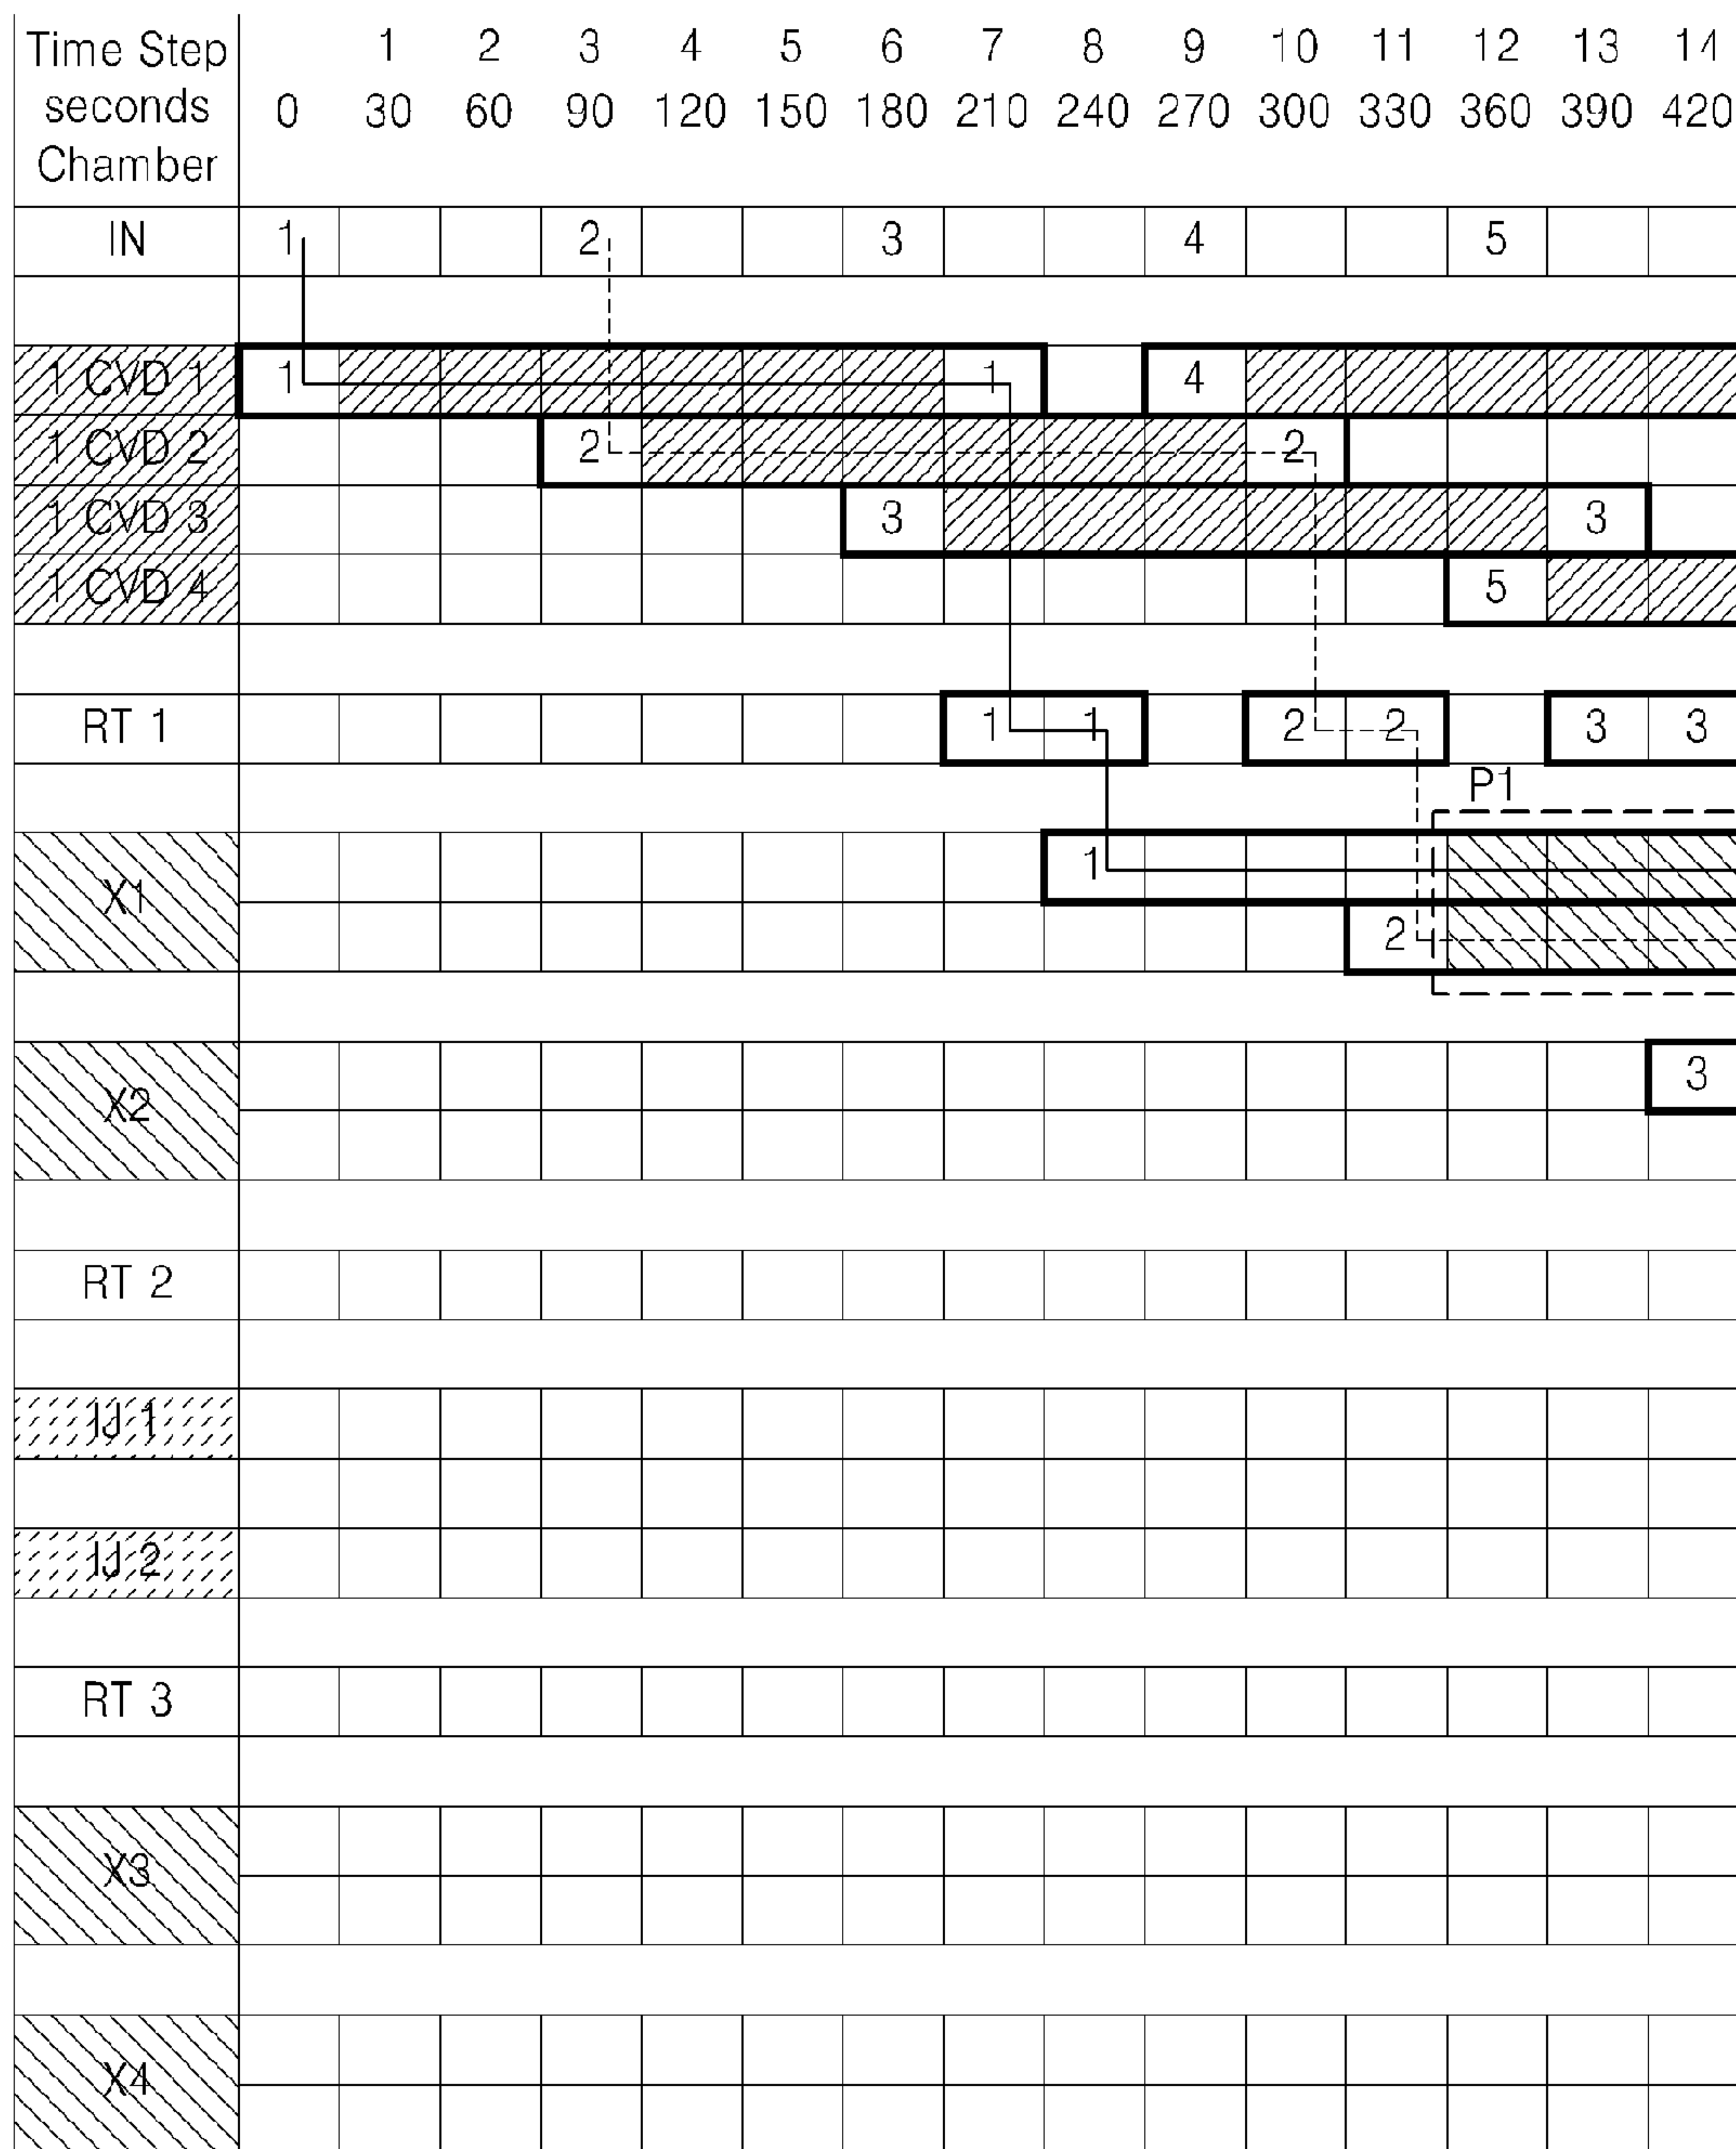 Time Step 1 2 3 4 5 6 7 8 9 10 11 12 13 14
seconds 0 30 60 90 120 150 180 210 240 270 300 330 360 390 420
Chamber
IN 1 2 3 4 5
1 CVD 1 1 1 4
1 CVD 2 2 2
1 CVD 3 3 3
1 CVD 4 5
RT 1 1 1 2 2 3 3
P1
1
X1
2
3
X2
RT 2
IJ 1
IJ 2
RT 3
X3
X4